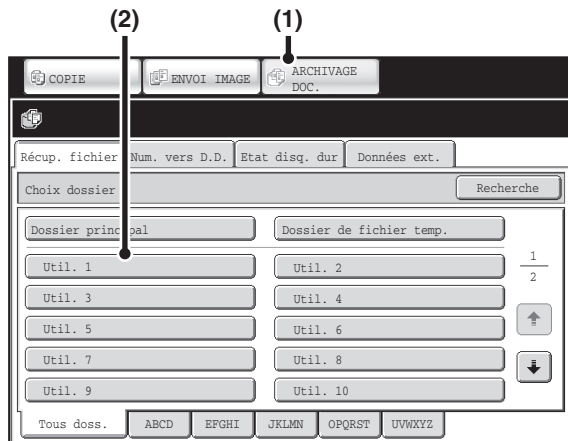 (2) (1)
COPIE ENVOI IMAGE ARCHIVAGE DOC.
Récup. fichier Num. vers D.D. Etat disq. dur Données ext.
Choix dossier Recherche
Dossier principal Dossier de fichier temp.
Util. 1 Util. 2 1
2
Util. 3 Util. 4
Util. 5 Util. 6
Util. 7 Util. 8
Util. 9 Util. 10
Tous doss. ABCD EFGHI JKLMN OPQRST UVWXYZ